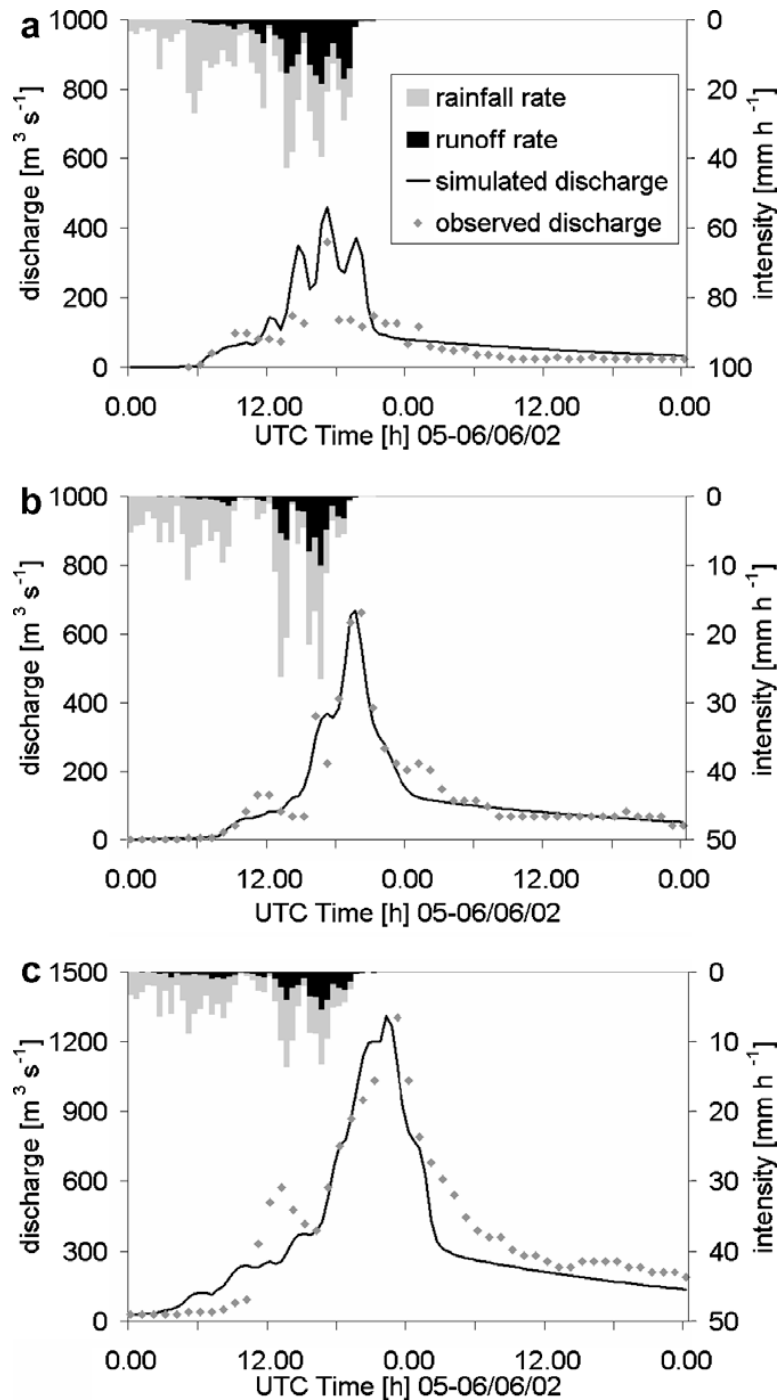 a
1000
800
600
400
200
0
discharge [m³ s⁻¹]
0
20
40
60
80
100
intensity [mm h⁻¹]
rainfall rate
runoff rate
simulated discharge
observed discharge
0.00 12.00 0.00 12.00 0.00
UTC Time [h] 05-06/06/02
b
1000
800
600
400
200
0
discharge [m³ s⁻¹]
0
10
20
30
40
50
intensity [mm h⁻¹]
0.00 12.00 0.00 12.00 0.00
UTC Time [h] 05-06/06/02
c
1500
1200
900
600
300
0
discharge [m³ s⁻¹]
0
10
20
30
40
50
intensity [mm h⁻¹]
0.00 12.00 0.00 12.00 0.00
UTC Time [h] 05-06/06/02